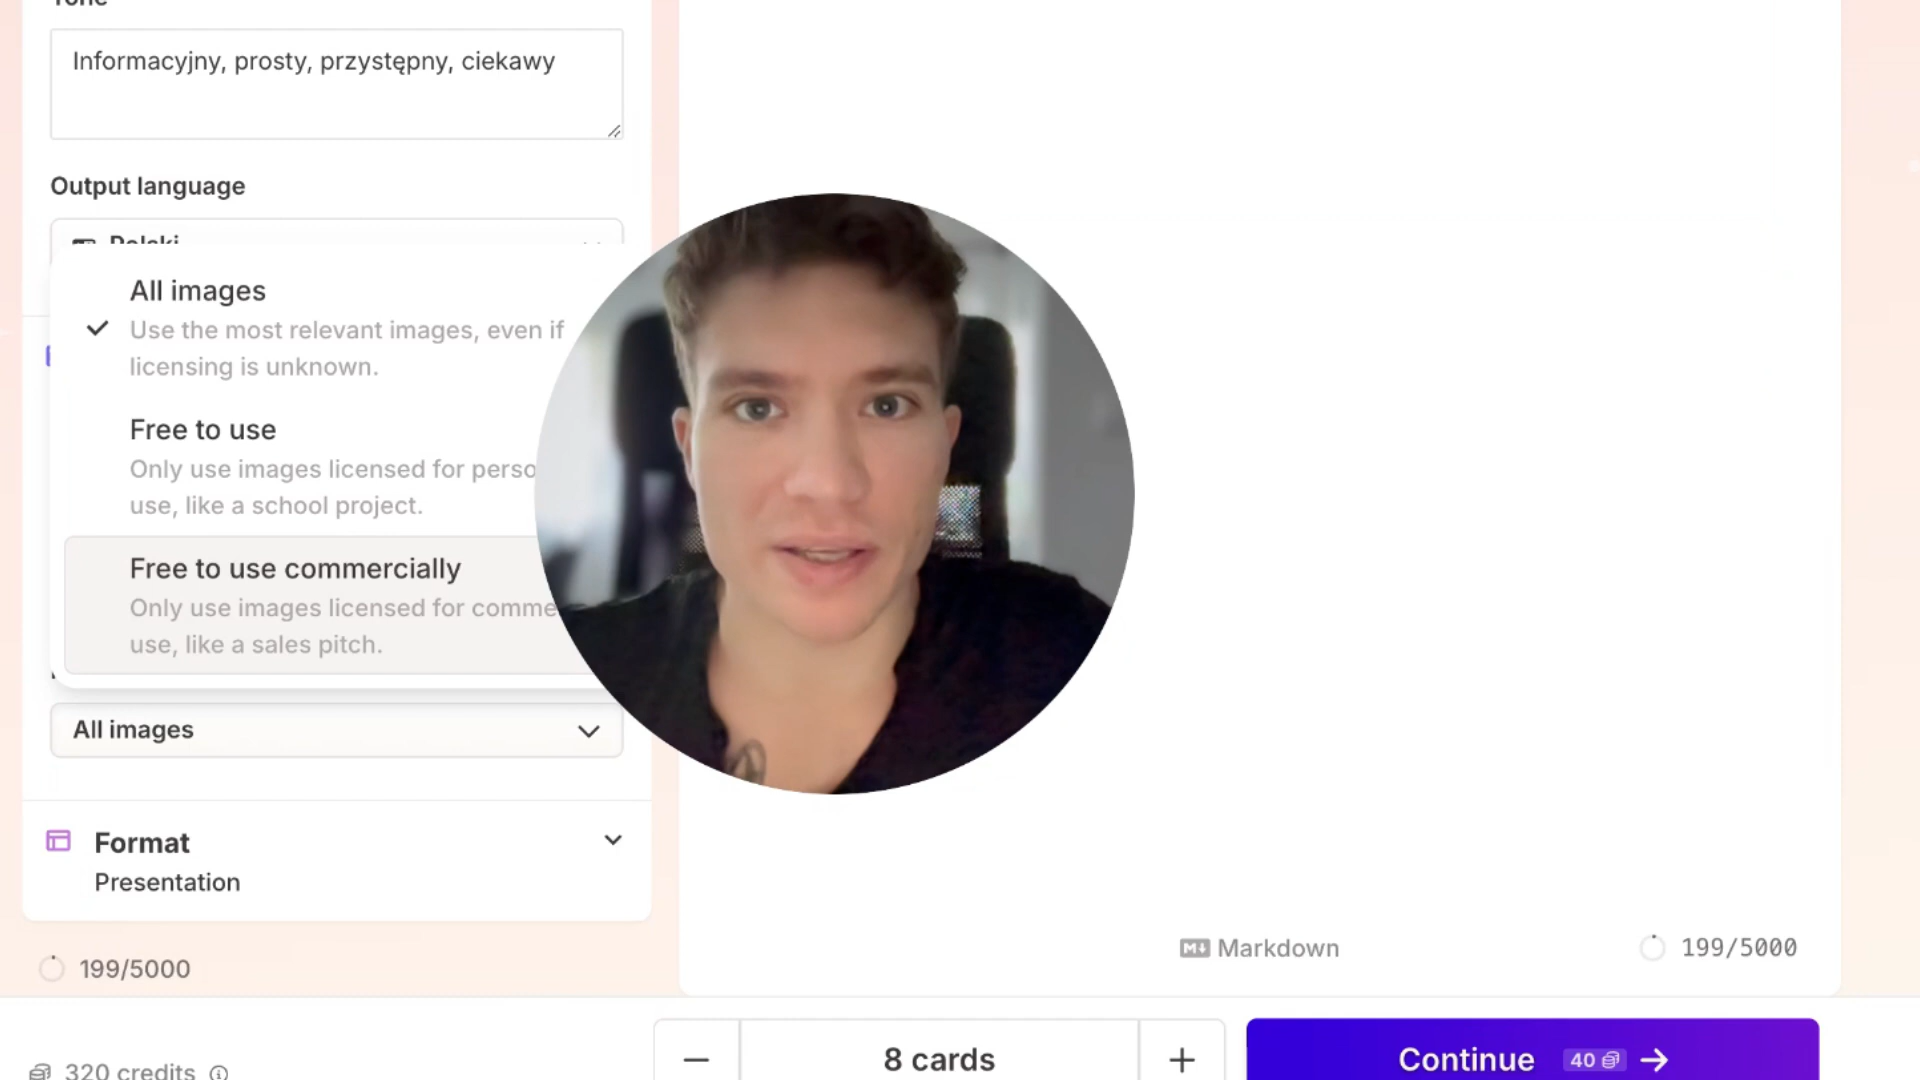 Tone
Informacyjny, prosty, przystępny, ciekawy
Output language
Polski
All images
Use the most relevant images, even if
licensing is unknown.
Free to use
Only use images licensed for perso
use, like a school project.
Free to use commercially
Only use images licensed for comme
use, like a sales pitch.
All images
Format
Presentation
199/5000
Markdown
199/5000
320 credits
8 cards
Continue 40